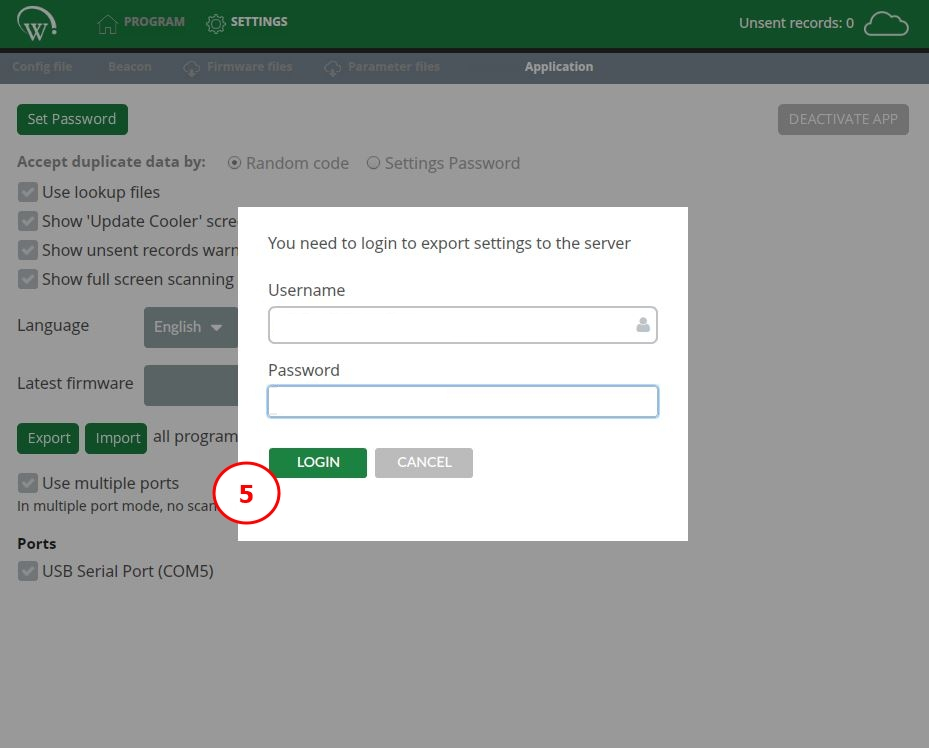 W PROGRAM SETTINGS Unsent records: 0
Config file Beacon Firmware files Parameter files Application
Set Password DEACTIVATE APP
Accept duplicate data by: Random code Settings Password
Use lookup files
Show 'Update Cooler' scre
Show unsent records warn
Show full screen scanning
Language English
Latest firmware
Export Import all program
Use multiple ports
In multiple port mode, no scan
Ports
USB Serial Port (COM5)
You need to login to export settings to the server
Username
Password
LOGIN CANCEL
5